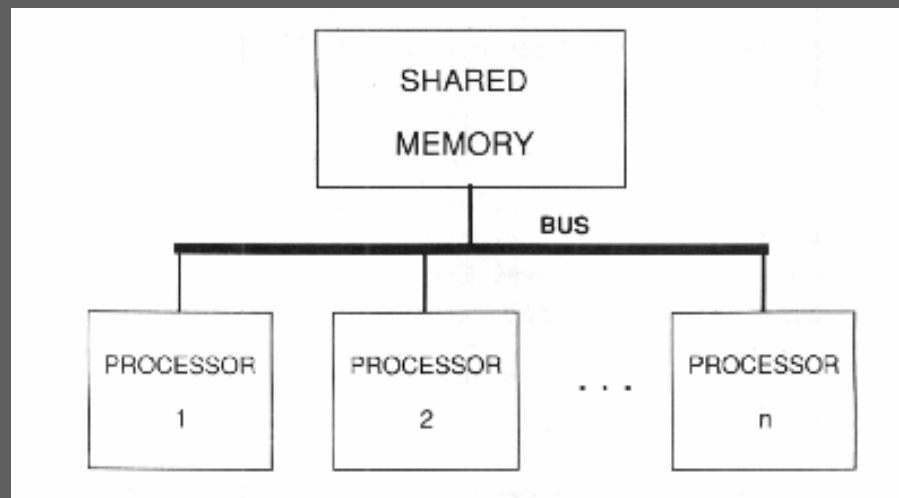 SHARED
MEMORY
BUS
PROCESSOR
1
PROCESSOR
2
. . .
PROCESSOR
n